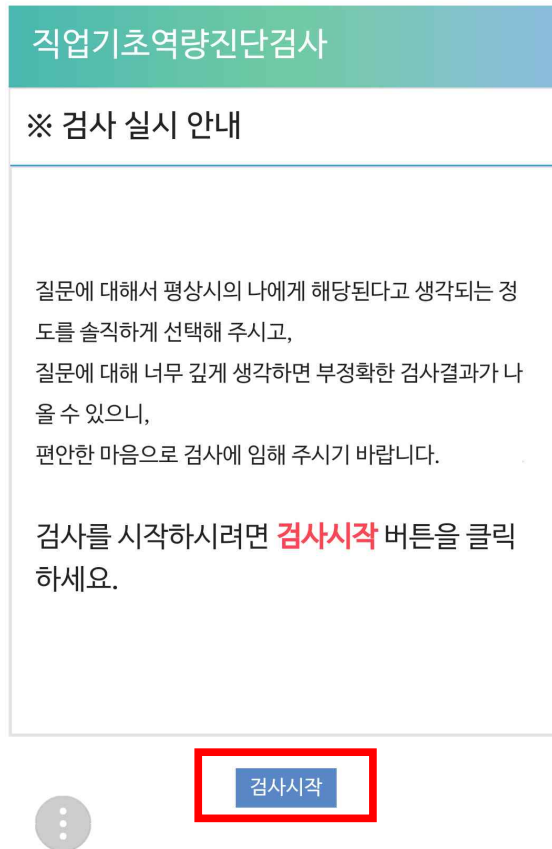 직업기초역량진단검사
※ 검사 실시 안내
질문에 대해서 평상시의 나에게 해당된다고 생각되는 정
도를 솔직하게 선택해 주시고,
질문에 대해 너무 깊게 생각하면 부정확한 검사결과가 나
올 수 있으니,
편안한 마음으로 검사에 임해 주시기 바랍니다.
검사를 시작하시려면 검사시작 버튼을 클릭
하세요.
검사시작